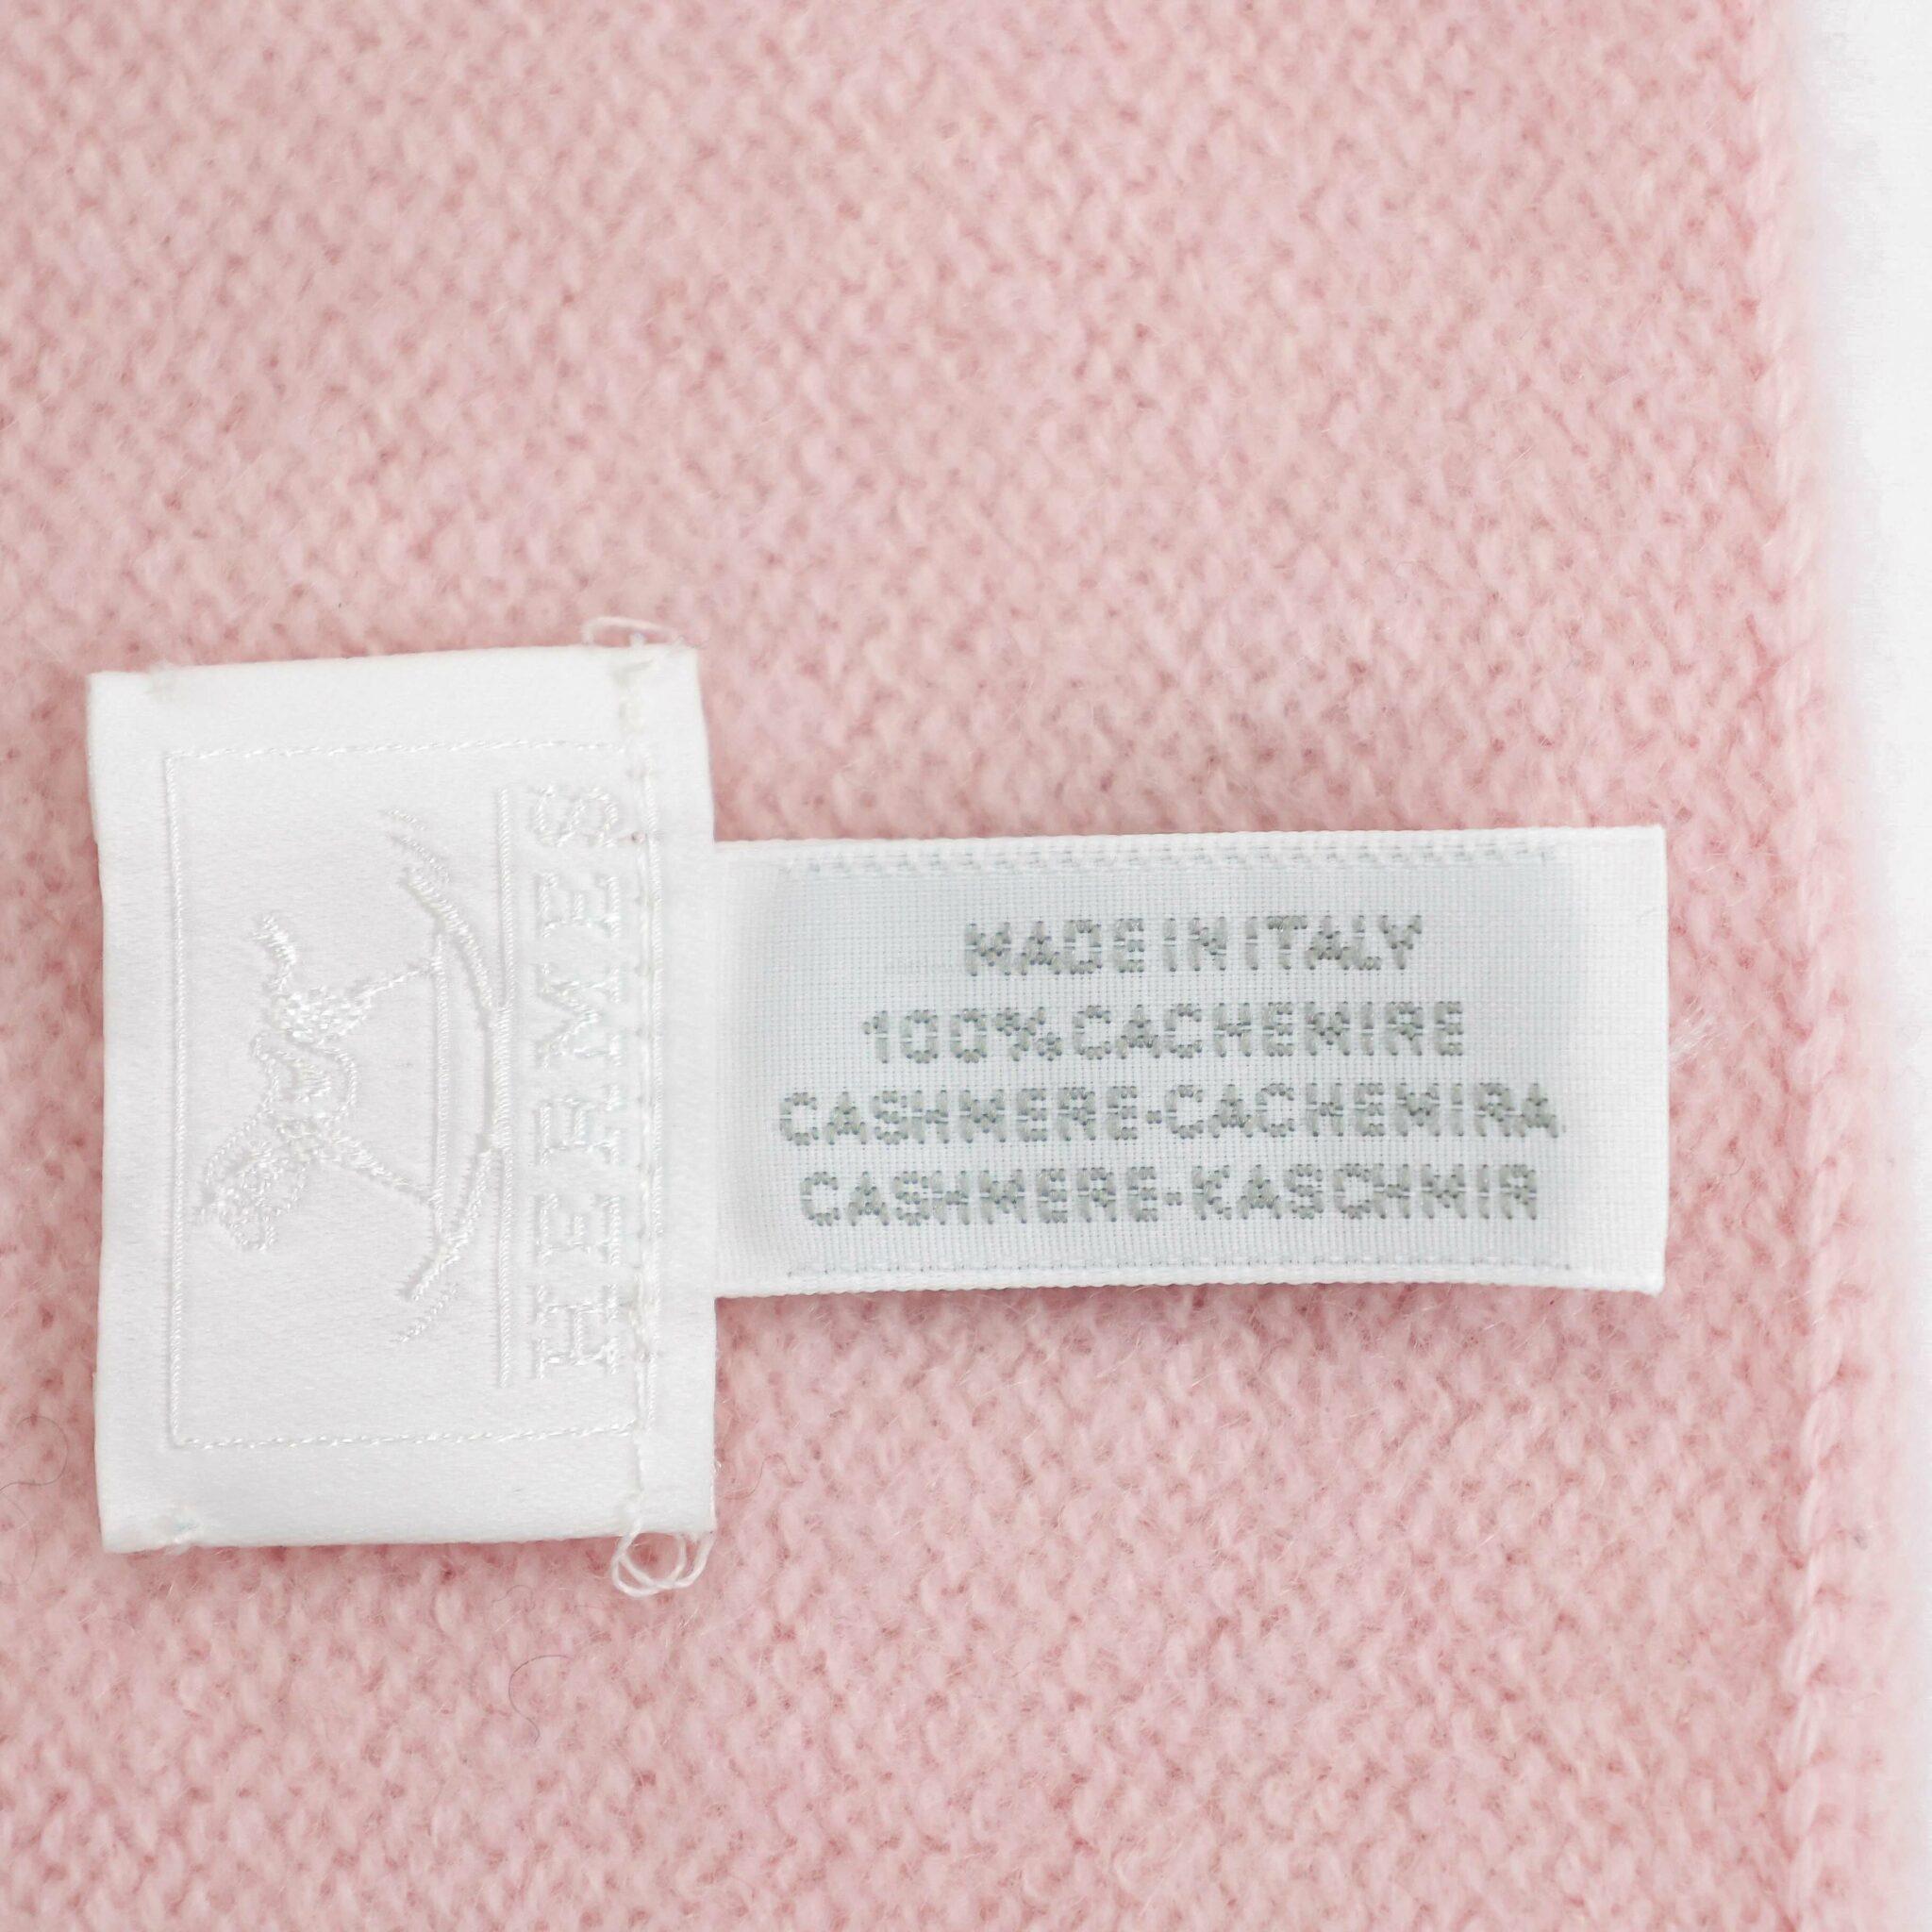 HERMES
MADE IN ITALY
100% CACHEMIRE
CASHMERE-CACHEMIRA
CASHMERE-KASCHMIR